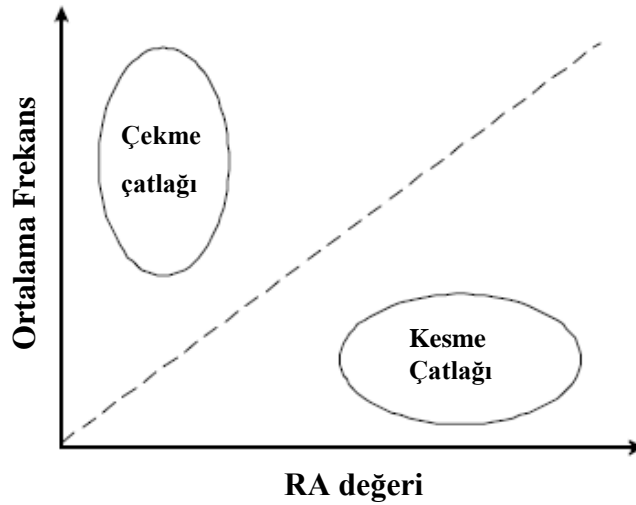 Ortalama Frekans
Çekme
çatlağı
Kesme
Çatlağı
RA değeri